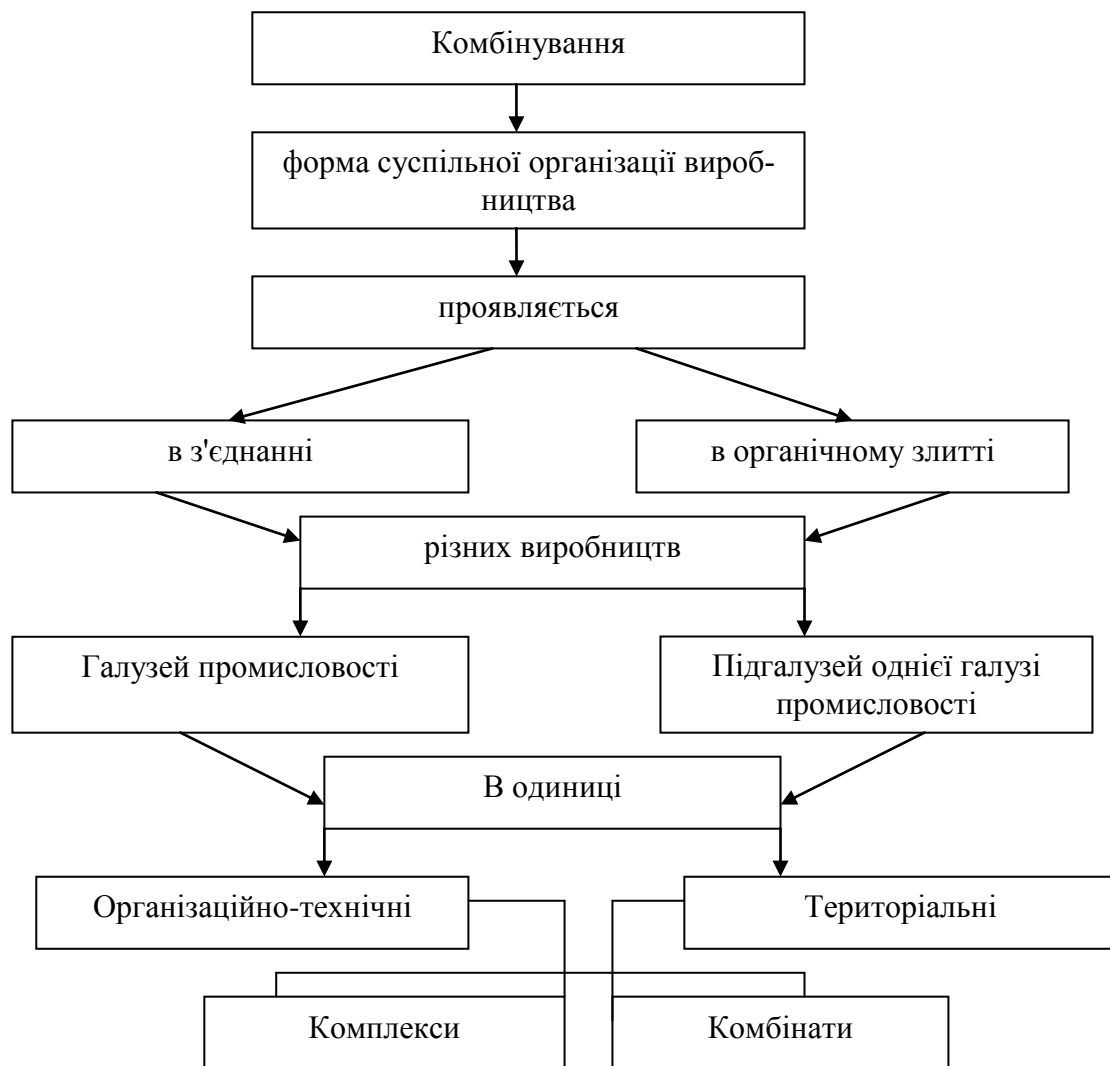 Комбінування
форма суспільної організації вироб-
ництва
проявляється
в з'єднанні
в органічному злитті
різних виробництв
Галузей промисловості
Підгалузей однієї галузі
промисловості
В одиниці
Організаційно-технічні
Територіальні
Комплекси
Комбінати